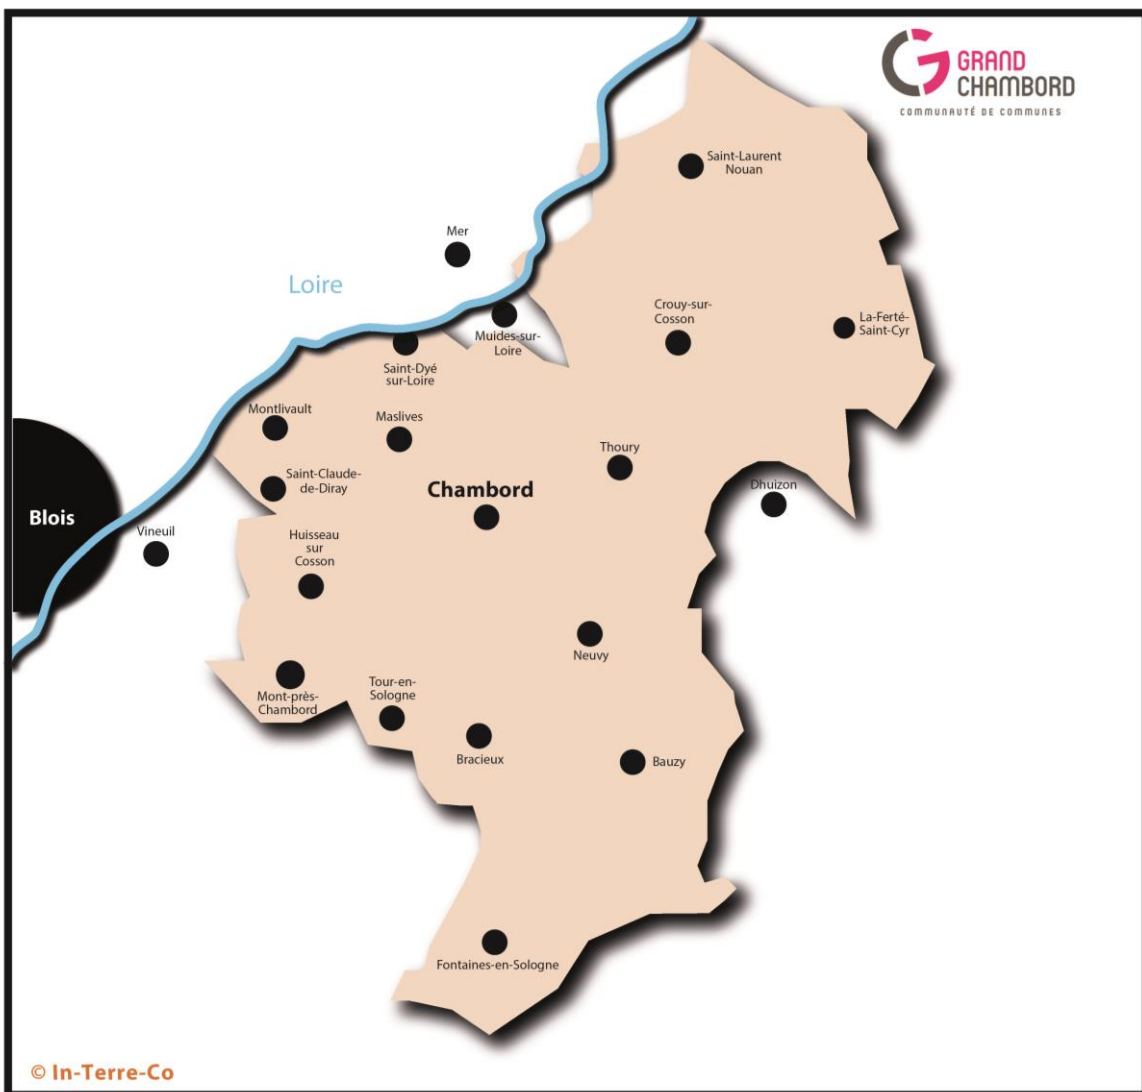 GRAND
CHAMBORD
COMMUNAUTÉ DE COMMUNES
Saint-Laurent
Nouan
Mer
Loire
Crouy-sur-
Cosson
La-Ferté-
Saint-Cyr
Muides-sur-
Loire
Saint-Dyé
sur-Loire
Montlivault
Maslives
Thoury
Saint-Claude-
de-Diray
Chambord
Dhuizon
Blois
Vineuil
Huisseau
sur
Cosson
Neuvy
Mont-près-
Chambord
Tour-en-
Sologne
Bracieux
Bauzy
Fontaines-en-Sologne
© In-Terre-Co